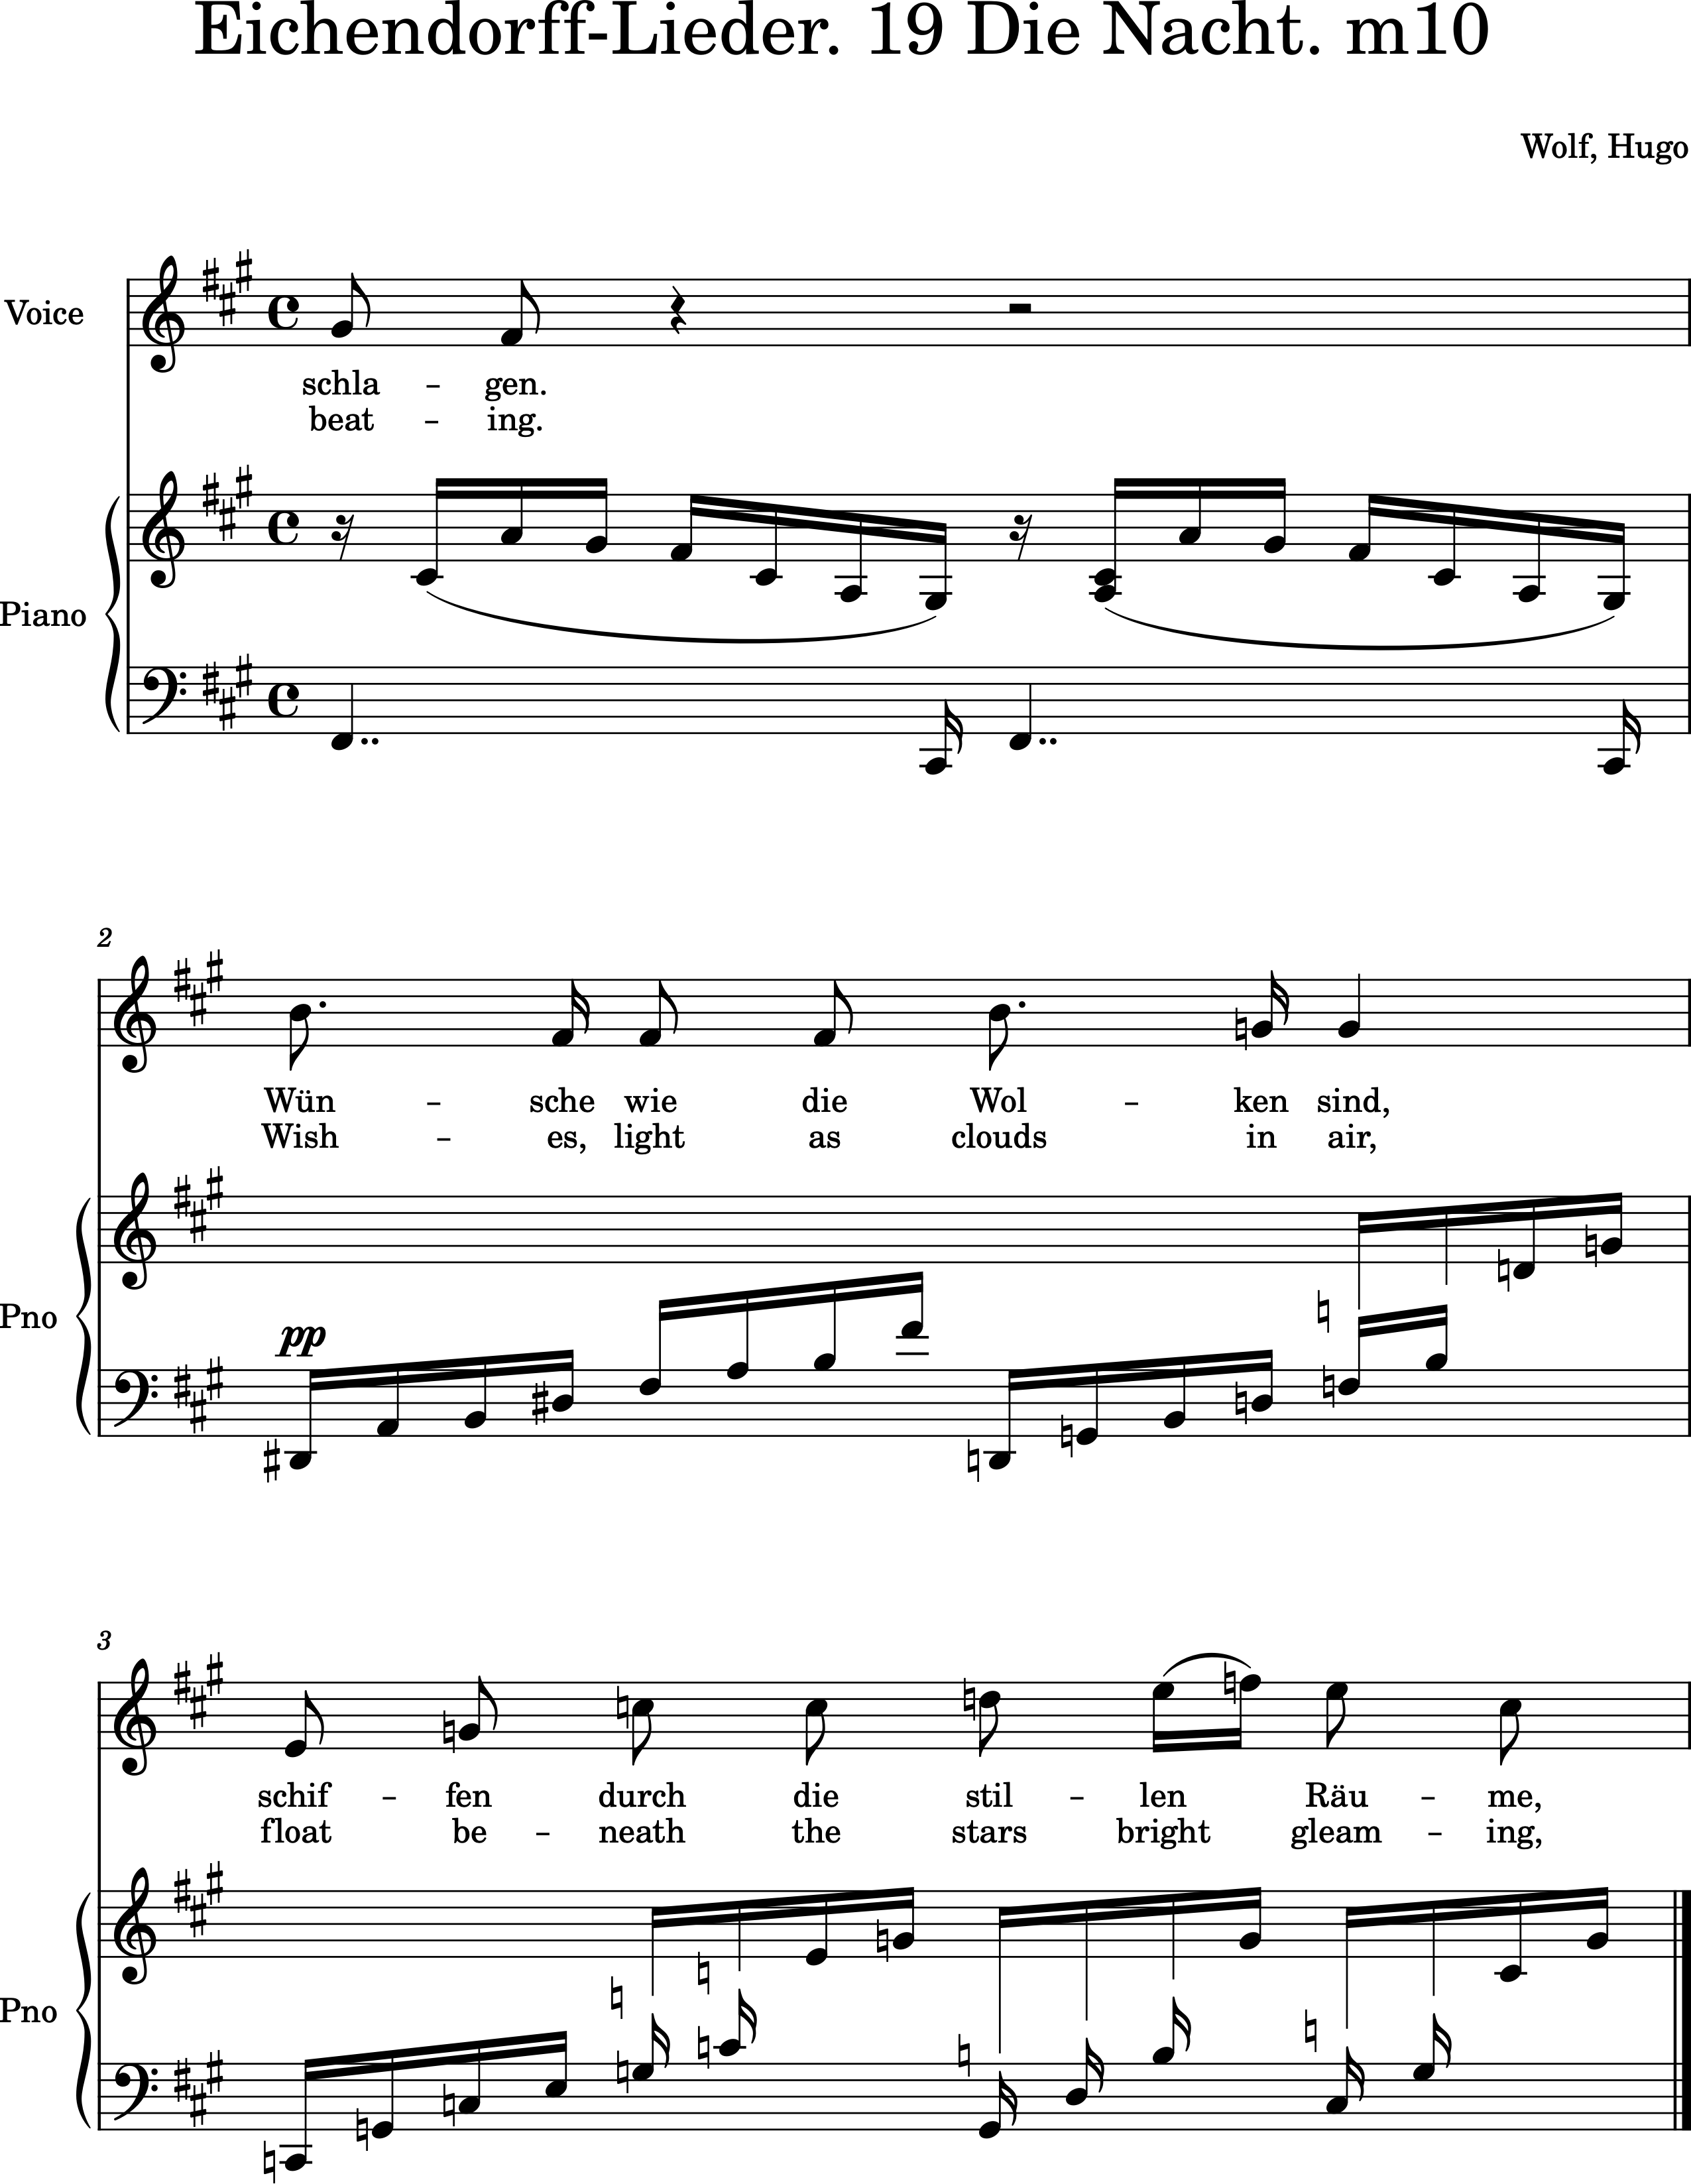 Eichendorff-Lieder. 19 Die Nacht. m10
Wolf, Hugo
Voice
schla – gen.
beat – ing.
Piano
2
Wün – sche wie die Wol – ken sind,
Wish – es, light as clouds in air,
Pno
pp
3
schif – fen durch die stil – len Räu – me,
float be – neath the stars bright gleam – ing,
Pno